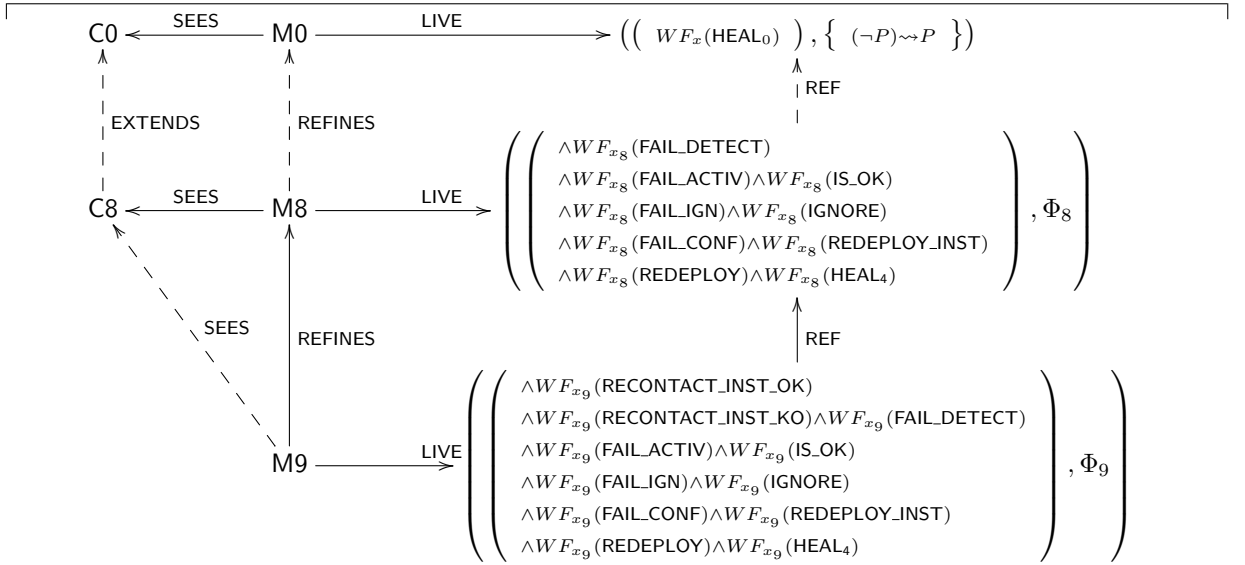 C0 SEES M0 LIVE (( WF_x(HEAL_0) ) , { (¬P)⇝P })
EXTENDS REFINES REF
∧WF_{x_8}(FAIL_DETECT)
∧WF_{x_8}(FAIL_ACTIV)∧WF_{x_8}(IS_OK)
C8 SEES M8 LIVE ∧WF_{x_8}(FAIL_IGN)∧WF_{x_8}(IGNORE) , Φ_8
∧WF_{x_8}(FAIL_CONF)∧WF_{x_8}(REDEPLOY_INST)
∧WF_{x_8}(REDEPLOY)∧WF_{x_8}(HEAL_4)
SEES REFINES REF
∧WF_{x_9}(RECONTACT_INST_OK)
∧WF_{x_9}(RECONTACT_INST_KO)∧WF_{x_9}(FAIL_DETECT)
∧WF_{x_9}(FAIL_ACTIV)∧WF_{x_9}(IS_OK)
M9 LIVE ∧WF_{x_9}(FAIL_IGN)∧WF_{x_9}(IGNORE) , Φ_9
∧WF_{x_9}(FAIL_CONF)∧WF_{x_9}(REDEPLOY_INST)
∧WF_{x_9}(REDEPLOY)∧WF_{x_9}(HEAL_4)